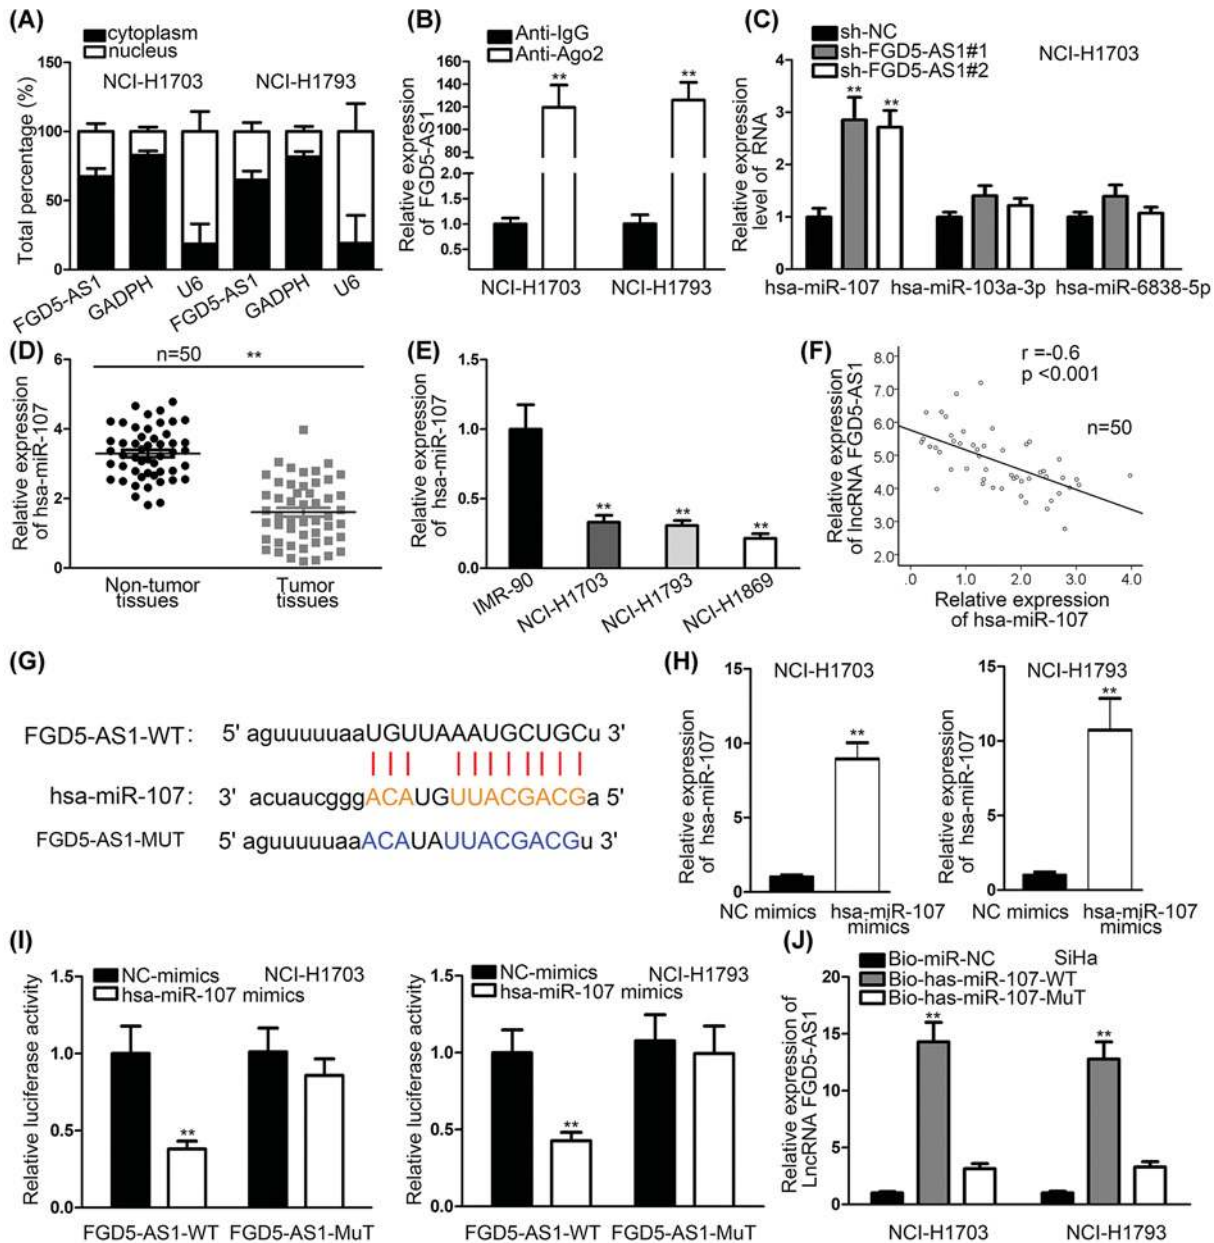 (A)
cytoplasm
nucleus
NCI-H1703 NCI-H1793
Total percentage (%)
150
100
50
0
FGD5-AS1 GADPH U6 FGD5-AS1 GADPH U6
(B)
Anti-IgG
Anti-Ago2
Relative expression
of FGD5-AS1
160
140
120
100
80
2.0
1.5
1.0
0.5
** **
NCI-H1703 NCI-H1793
(C)
sh-NC
sh-FGD5-AS1#1
sh-FGD5-AS1#2
NCI-H1703
Relative expression
level of RNA
4
3
2
1
0
** **
hsa-miR-107 hsa-miR-103a-3p hsa-miR-6838-5p
(D)
n=50 **
Relative expression
of hsa-miR-107
6
4
2
0
Non-tumor
tissues
Tumor
tissues
(E)
Relative expression
of hsa-miR-107
1.5
1.0
0.5
0.0
** ** **
IMR-90 NCI-H1703 NCI-H1793 NCI-H1869
(F)
r =-0.6
p <0.001
n=50
Relative expression
of lncRNA FGD5-AS1
8.0
7.0
6.0
5.0
4.0
3.0
2.0
.0 1.0 2.0 3.0 4.0
Relative expression
of hsa-miR-107
(G)
FGD5-AS1-WT: 5' aguuuuuaaUGUUAAAUGCUGCu 3'
hsa-miR-107: 3' acuaucgggACAUGUUACGACGa 5'
FGD5-AS1-MUT 5' aguuuuuaaACAUAUUACGACGu 3'
(H)
NCI-H1703
Relative expression
of hsa-miR-107
15
10
5
0
**
NC mimics hsa-miR-107
mimics
NCI-H1793
Relative expression
of hsa-miR-107
15
10
5
0
**
NC mimics hsa-miR-107
mimics
(I)
NC-mimics NCI-H1703
hsa-miR-107 mimics
Relative luciferase activity
1.5
1.0
0.5
0.0
**
FGD5-AS1-WT FGD5-AS1-MuT
NC-mimics NCI-H1793
hsa-miR-107 mimics
Relative luciferase activity
1.5
1.0
0.5
0.0
**
FGD5-AS1-WT FGD5-AS1-MuT
(J)
Bio-miR-NC SiHa
Bio-has-miR-107-WT
Bio-has-miR-107-MuT
Relative expression of
LncRNA FGD5-AS1
20
15
10
5
0
** **
NCI-H1703 NCI-H1793